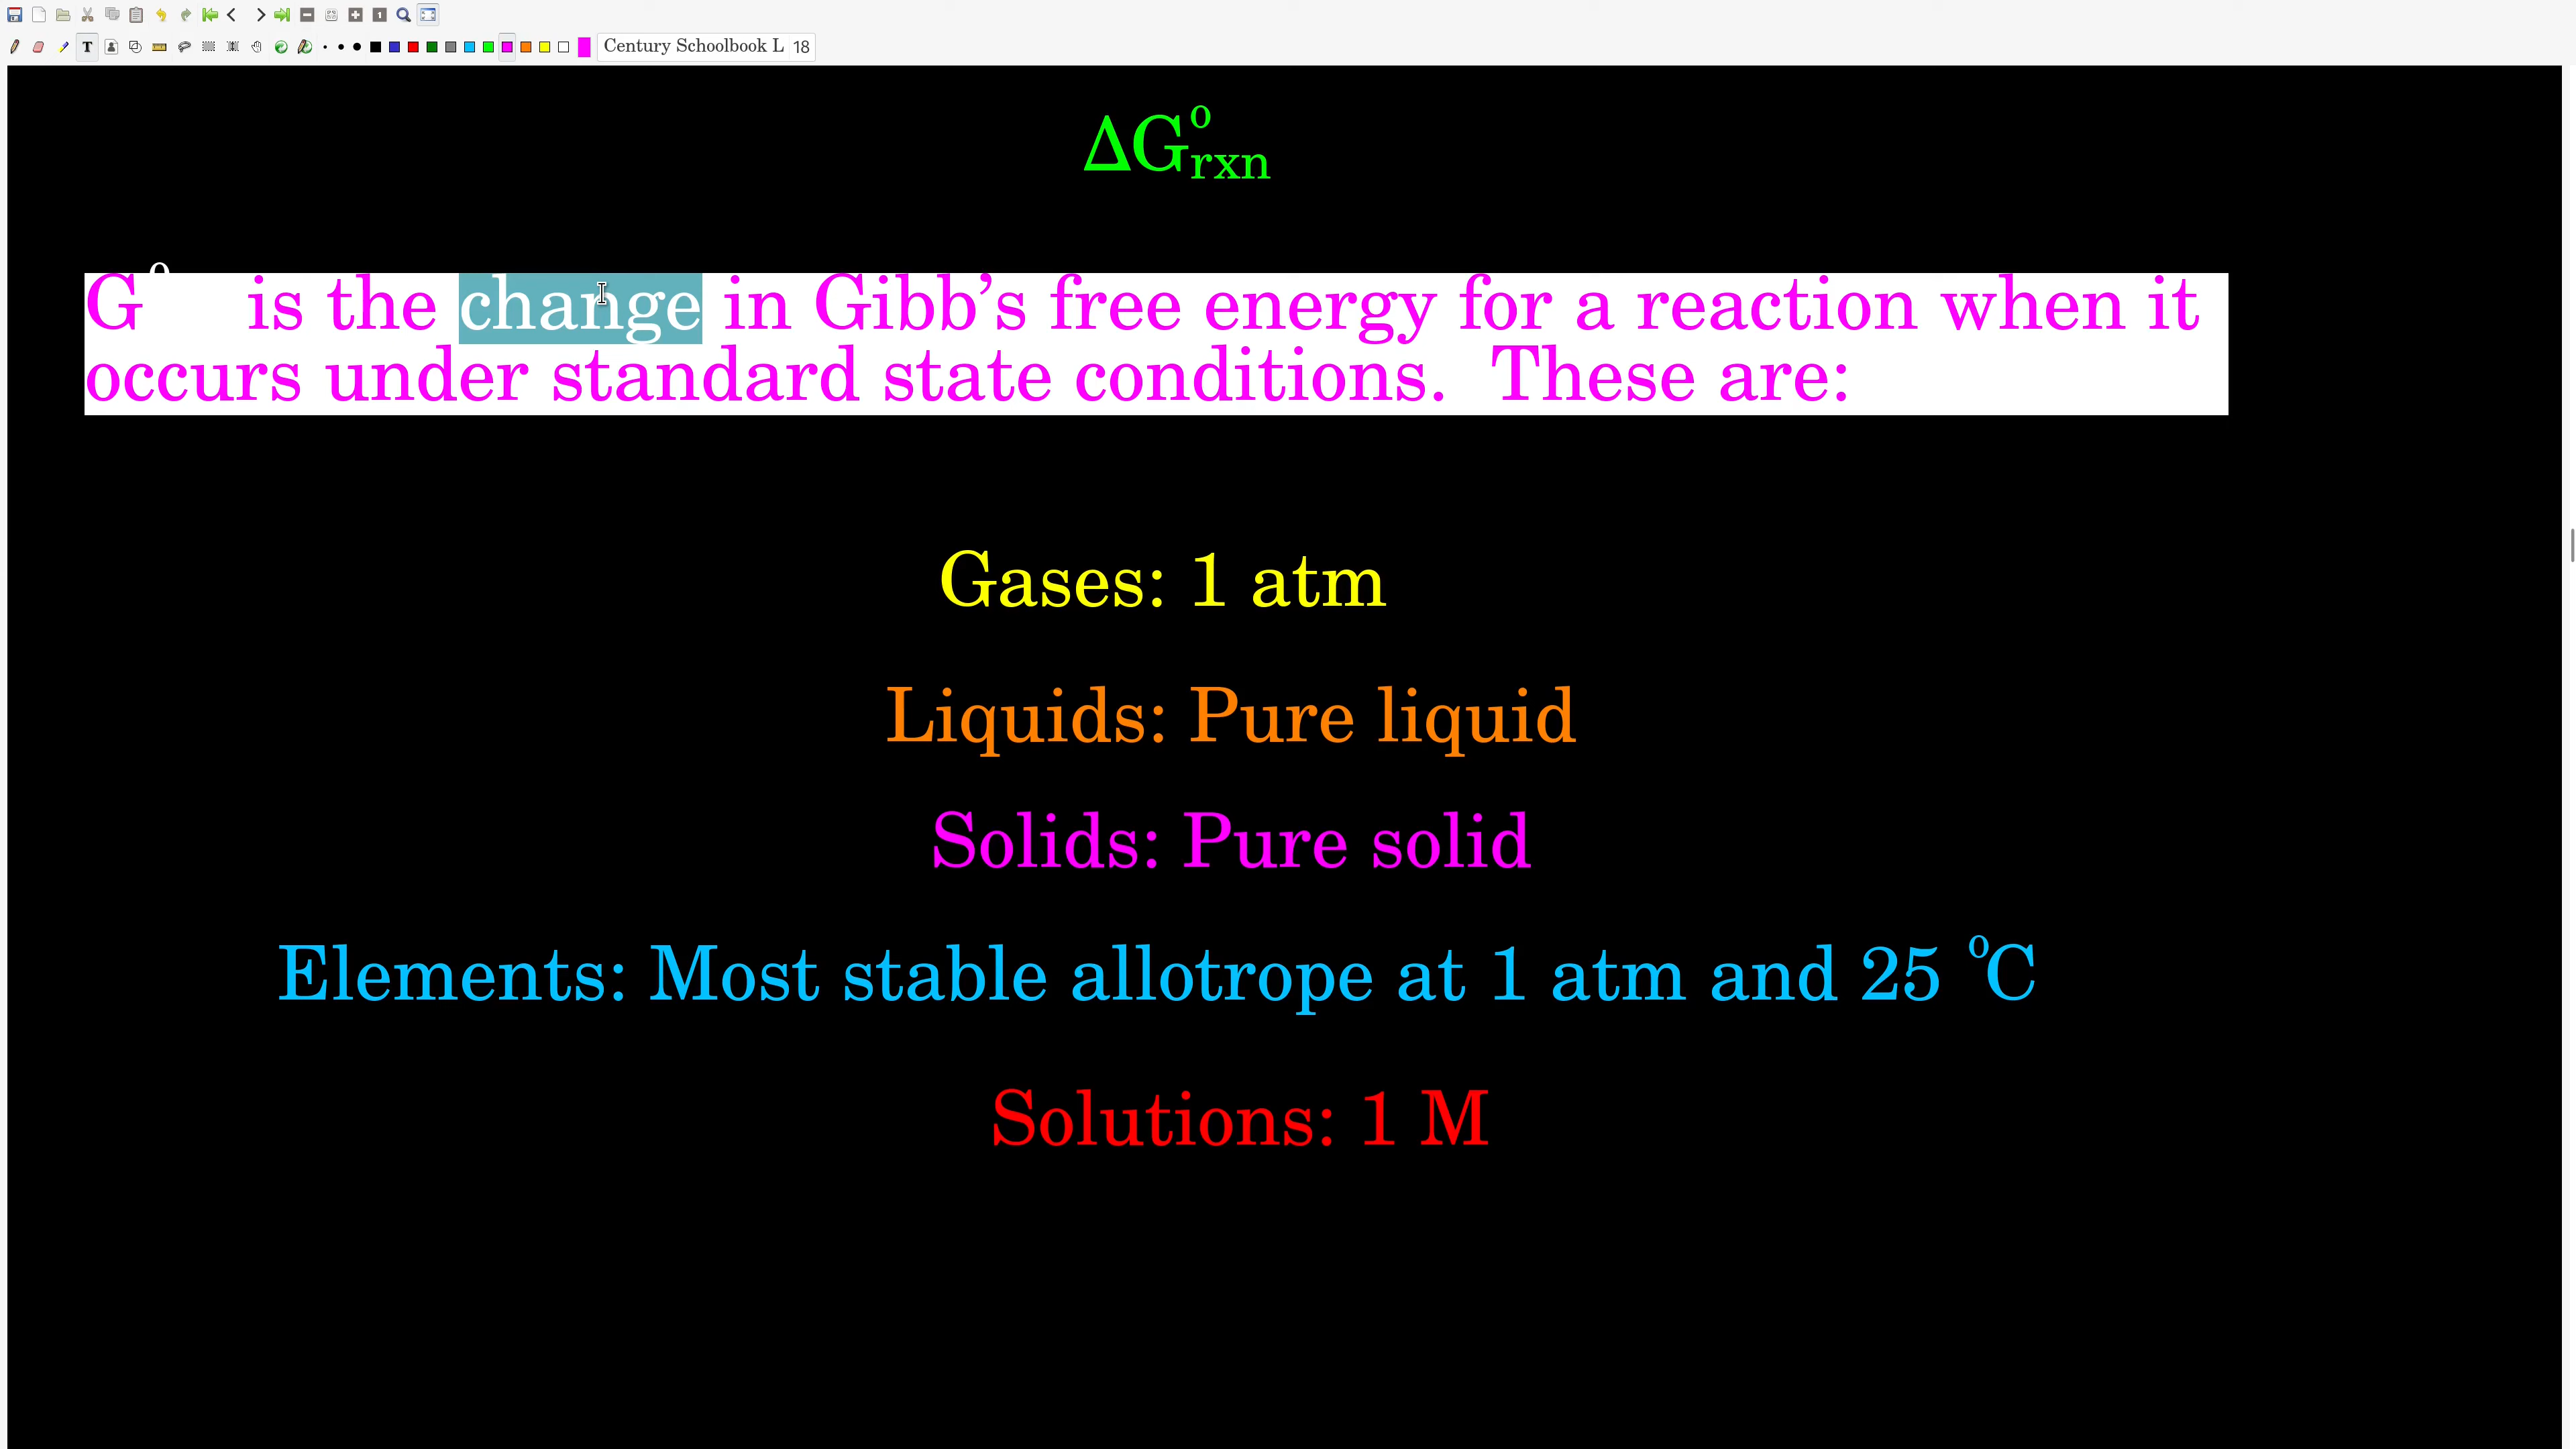 Century Schoolbook L 18
ΔG°rxn
G° is the change in Gibb’s free energy for a reaction when it
occurs under standard state conditions.  These are:
Gases: 1 atm
Liquids: Pure liquid
Solids: Pure solid
Elements: Most stable allotrope at 1 atm and 25 °C
Solutions: 1 M